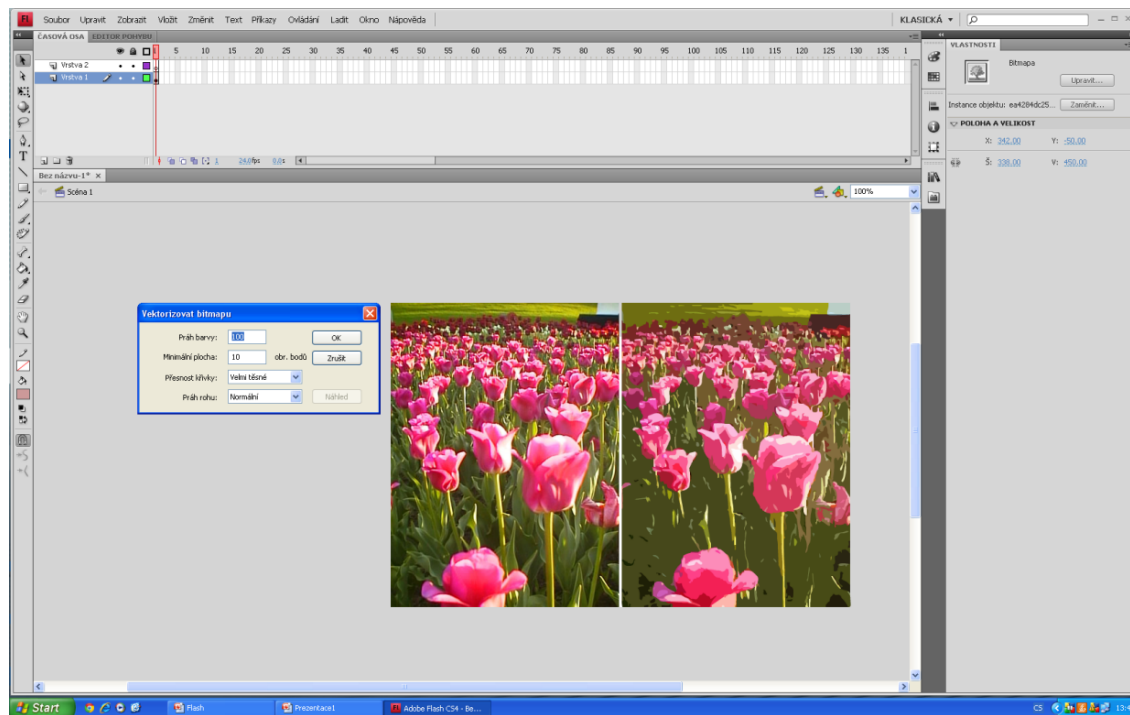 FL Soubor Upravit Zobrazit Vložit Změnit Text Příkazy Ovládání Ladit Okno Nápověda KLASICKÁ
ČASOVÁ OSA EDITOR POHYBU
5 10 15 20 25 30 35 40 45 50 55 60 65 70 75 80 85 90 95 100 105 110 115 120 125 130 135 1
Vrstva 2
Vrstva 1
1 24.0fps 0.0s
Bez názvu-1*
Scéna 1 100%
VLASTNOSTI
Bitmapa
Upravit...
Instance objektu: ea4284dc25... Zaměnit...
POLOHA A VELIKOST
X: 342.00 Y: -50.00
Š: 338.00 V: 450.00
Vektorizovat bitmapu
Práh barvy: 100 OK
Minimální plocha: 10 obr. bodů Zrušit
Přesnost křivky: Velmi těsné
Práh rohu: Normální Náhled
Start Flash Prezentace1 Adobe Flash CS4 - Be... CS 13:4